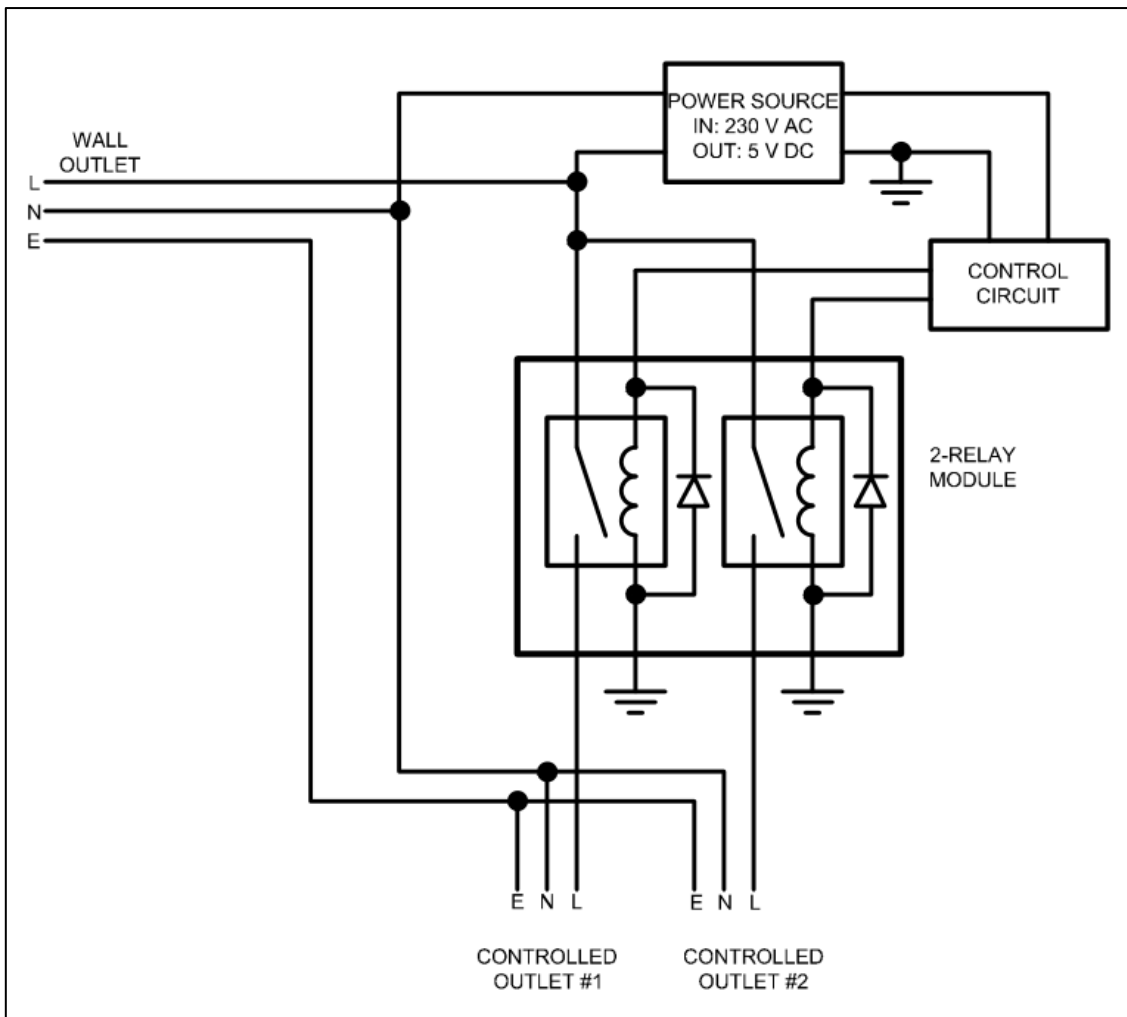 POWER SOURCE
IN: 230 V AC
OUT: 5 V DC
WALL
OUTLET
L
N
E
CONTROL
CIRCUIT
2-RELAY
MODULE
E N L
E N L
CONTROLLED
OUTLET #1
CONTROLLED
OUTLET #2